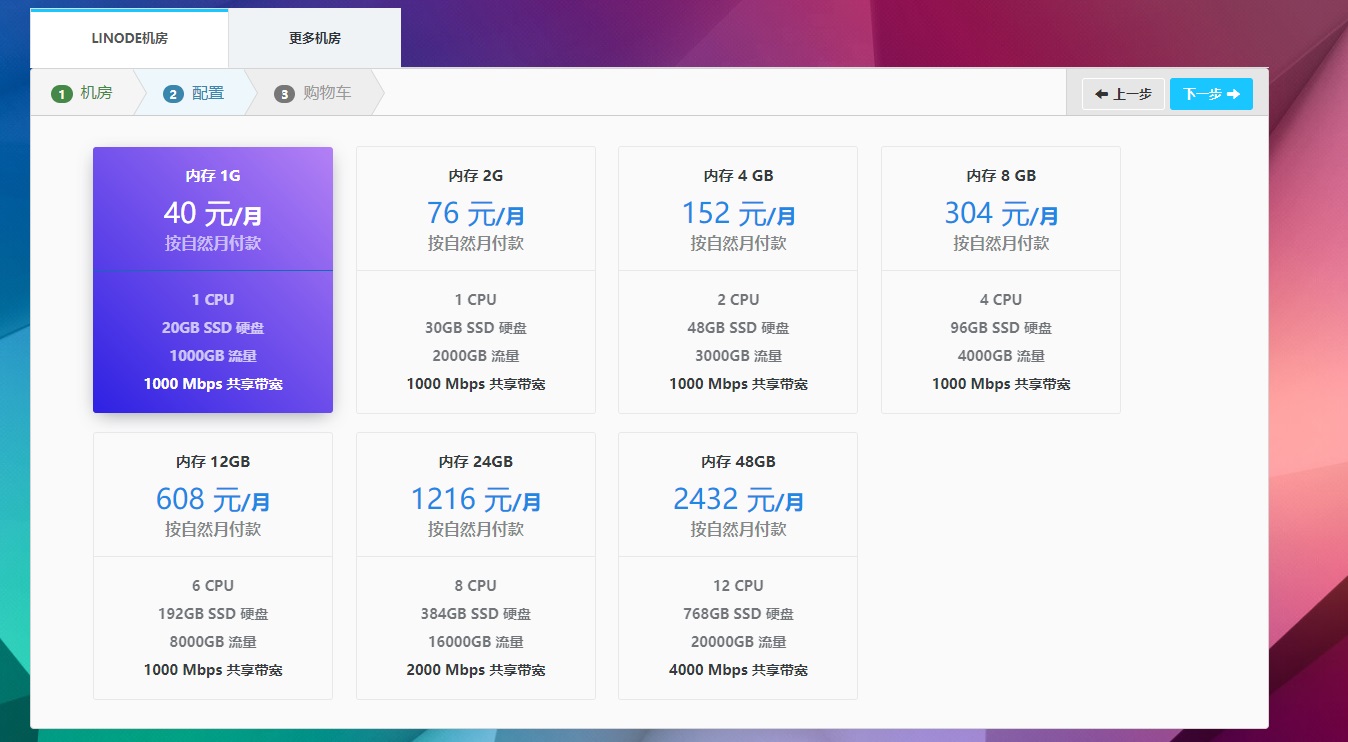 LINODE机房
更多机房
1 机房
2 配置
3 购物车
上一步
下一步
内存 1G
40 元/月
按自然月付款
1 CPU
20GB SSD 硬盘
1000GB 流量
1000 Mbps 共享带宽
内存 2G
76 元/月
按自然月付款
1 CPU
30GB SSD 硬盘
2000GB 流量
1000 Mbps 共享带宽
内存 4 GB
152 元/月
按自然月付款
2 CPU
48GB SSD 硬盘
3000GB 流量
1000 Mbps 共享带宽
内存 8 GB
304 元/月
按自然月付款
4 CPU
96GB SSD 硬盘
4000GB 流量
1000 Mbps 共享带宽
内存 12GB
608 元/月
按自然月付款
6 CPU
192GB SSD 硬盘
8000GB 流量
1000 Mbps 共享带宽
内存 24GB
1216 元/月
按自然月付款
8 CPU
384GB SSD 硬盘
16000GB 流量
2000 Mbps 共享带宽
内存 48GB
2432 元/月
按自然月付款
12 CPU
768GB SSD 硬盘
20000GB 流量
4000 Mbps 共享带宽